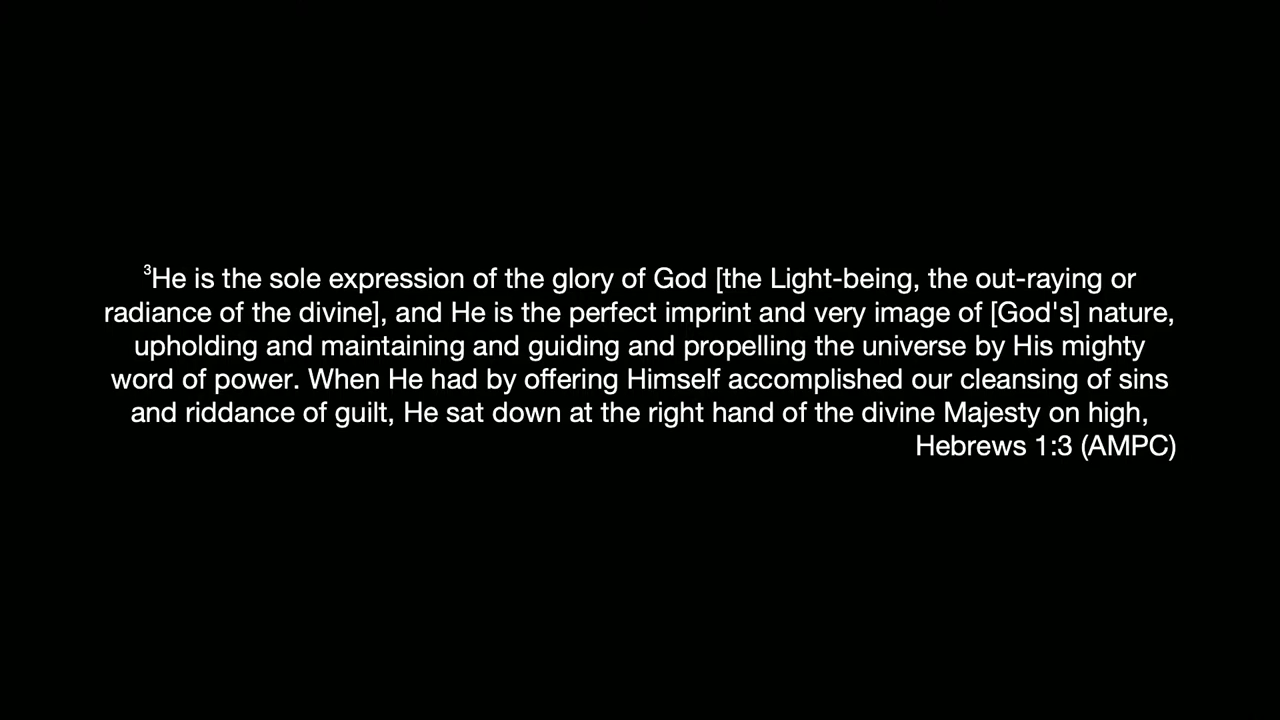 ³He is the sole expression of the glory of God [the Light-being, the out-raying or
radiance of the divine], and He is the perfect imprint and very image of [God's] nature,
upholding and maintaining and guiding and propelling the universe by His mighty
word of power. When He had by offering Himself accomplished our cleansing of sins
and riddance of guilt, He sat down at the right hand of the divine Majesty on high,
Hebrews 1:3 (AMPC)